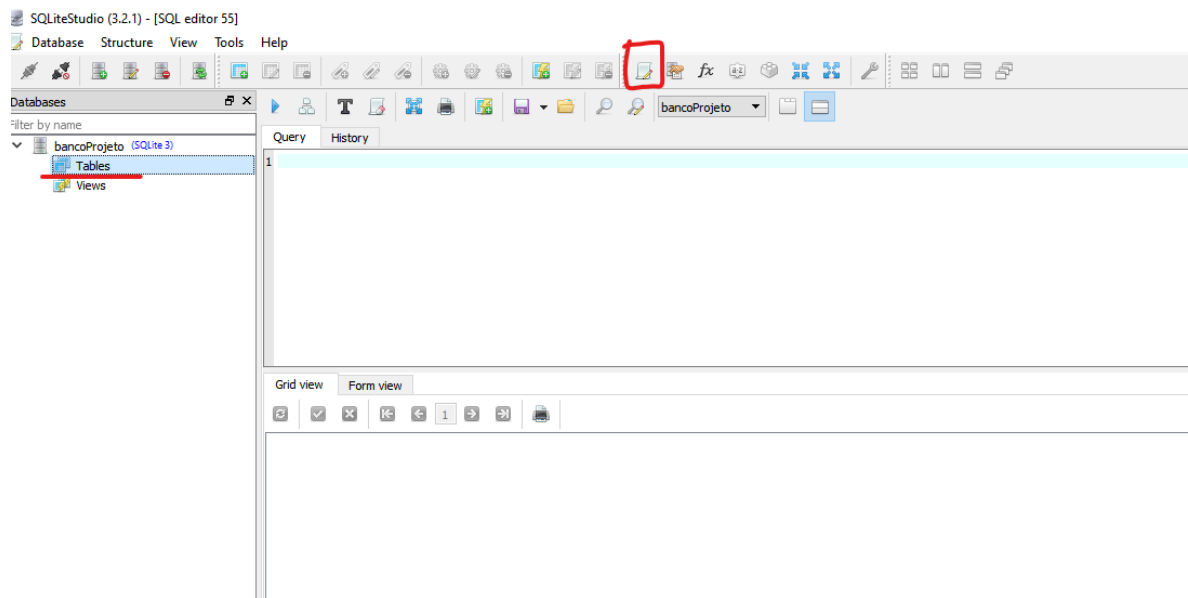 SQLiteStudio (3.2.1) - [SQL editor 55]
Database Structure View Tools Help
fx
Databases
Filter by name
bancoProjeto (SQLite 3)
Tables
Views
T
bancoProjeto
Query History
1
Grid view Form view
1